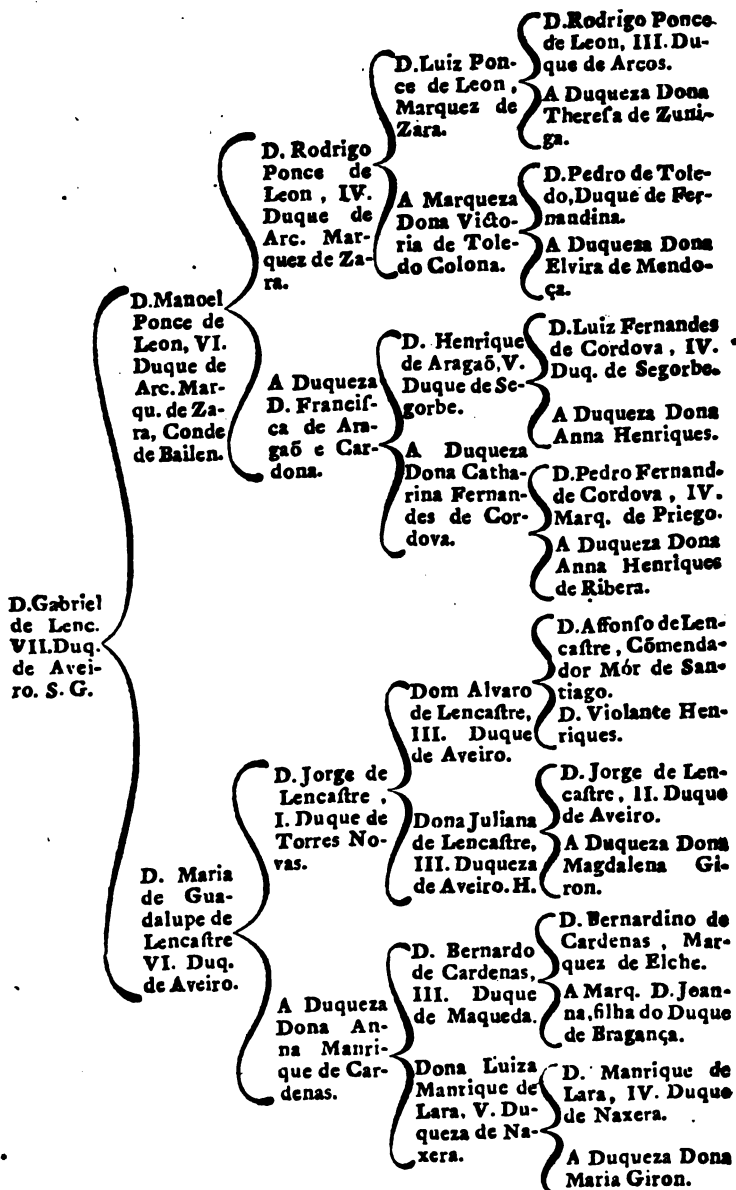 D.Gabriel
de Lenc.
VII.Duq.
de Avei-
ro. S. G.
D.Manoel
Ponce de
Leon, VI.
Duque de
Arc. Mar-
qu. de Za-
ra, Conde
de Bailen.
D. Maria
de Gua-
dalupe de
Lencaſtre
VI. Duq.
de Aveiro.
D. Rodrigo
Ponce de
Leon , IV.
Duque de
Arc. Mar-
quez de Za-
ra.
A Duqueza
D. Franciſ-
ca de Ara-
gaõ e Car-
dona.
D. Jorge de
Lencaſtre ,
I. Duque de
Torres No-
vas.
A Duqueza
Dona An-
na Manri-
que de Car-
denas.
D.Luiz Pon-
ce de Leon ,
Marquez de
Zara.
A Marqueza
Dona Victo-
ria de Tole-
do Colona.
D. Henrique
de Aragaõ, V.
Duque de Se-
gorbe.
A Duqueza
Dona Catha-
rina Fernan-
des de Cor-
dova.
Dom Alvaro
de Lencaſtre,
III. Duque
de Aveiro.
Dona Juliana
de Lencaſtre,
III. Duqueza
de Aveiro. H.
D. Bernardo
de Cardenas,
III. Duque
de Maqueda.
Dona Luiza
Manrique de
Lara, V. Du-
queza de Na-
xera.
D.Rodrigo Ponce
de Leon, III. Du-
que de Arcos.
A Duqueza Dona
Thereſa de Zuni-
ga.
D.Pedro de Tole-
do,Duque de Fer-
nandina.
A Duqueza Dona
Elvira de Mendo-
ça.
D.Luiz Fernandes
de Cordova , IV.
Duq. de Segorbe.
A Duqueza Dona
Anna Henriques.
D.Pedro Fernand.
de Cordova , IV.
Marq. de Priego.
A Duqueza Dona
Anna Henriques
de Ribera.
D.Affonſo de Len-
caſtre , Cõmenda-
dor Mór de San-
tiago.
D. Violante Hen-
riques.
D. Jorge de Len-
caſtre, II. Duque
de Aveiro.
A Duqueza Dona
Magdalena Gi-
ron.
D. Bernardino de
Cardenas , Mar-
quez de Elche.
A Marq. D. Joan-
na,filha do Duque
de Bragança.
D. Manrique de
Lara, IV. Duque
de Naxera.
A Duqueza Dona
Maria Giron.